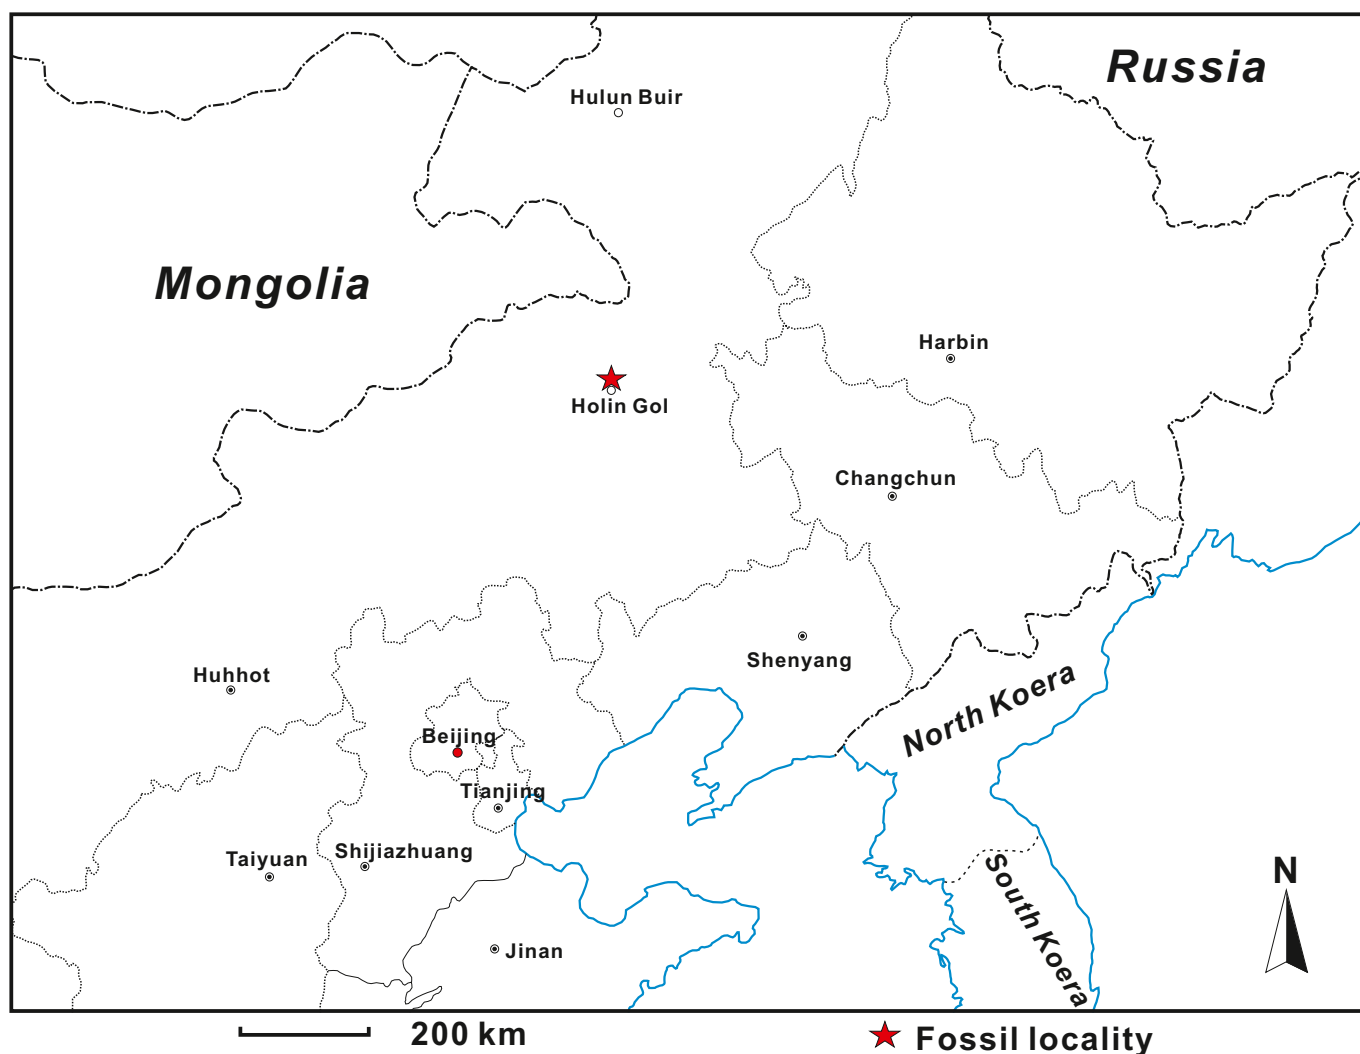 Russia
Hulun Buir
Mongolia
Harbin
Holin Gol
Changchun
Shenyang
Huhhot
North Koera
Beijing
Tianjing
Shijiazhuang
Taiyuan
South Koera
N
Jinan
200 km
Fossil locality